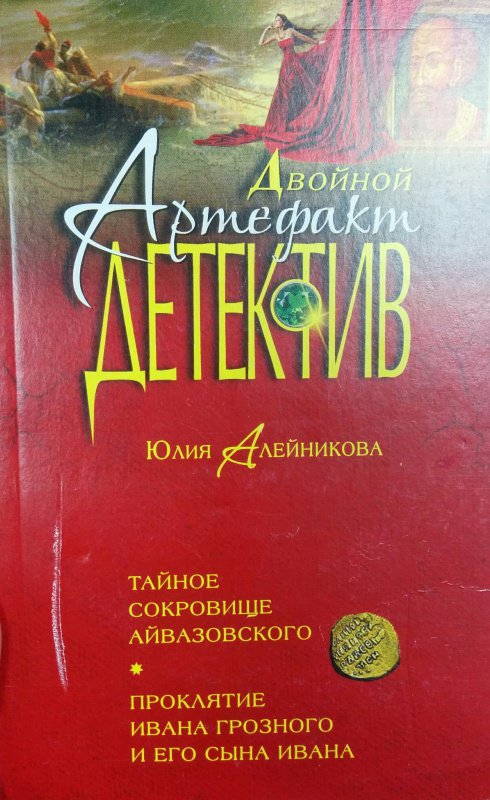 Двойной
Артефакт
ДЕТЕКТИВ
Юлия Алейникова
ТАЙНОЕ
СОКРОВИЩЕ
АЙВАЗОВСКОГО
*
ПРОКЛЯТИЕ
ИВАНА ГРОЗНОГО
И ЕГО СЫНА ИВАНА